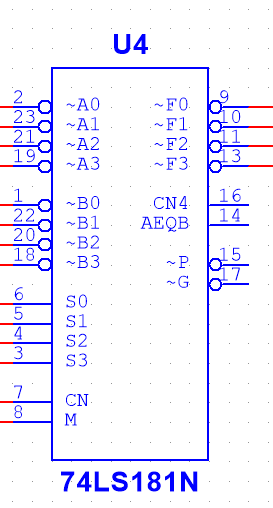 U4
2 ~A0 ~F0 9
23 ~A1 ~F1 10
21 ~A2 ~F2 11
19 ~A3 ~F3 13
1 ~B0 CN4 16
22 ~B1 AEQB 14
20 ~B2
18 ~B3 ~P 15
~G 17
6 S0
5 S1
4 S2
3 S3
7 CN
8 M
74LS181N